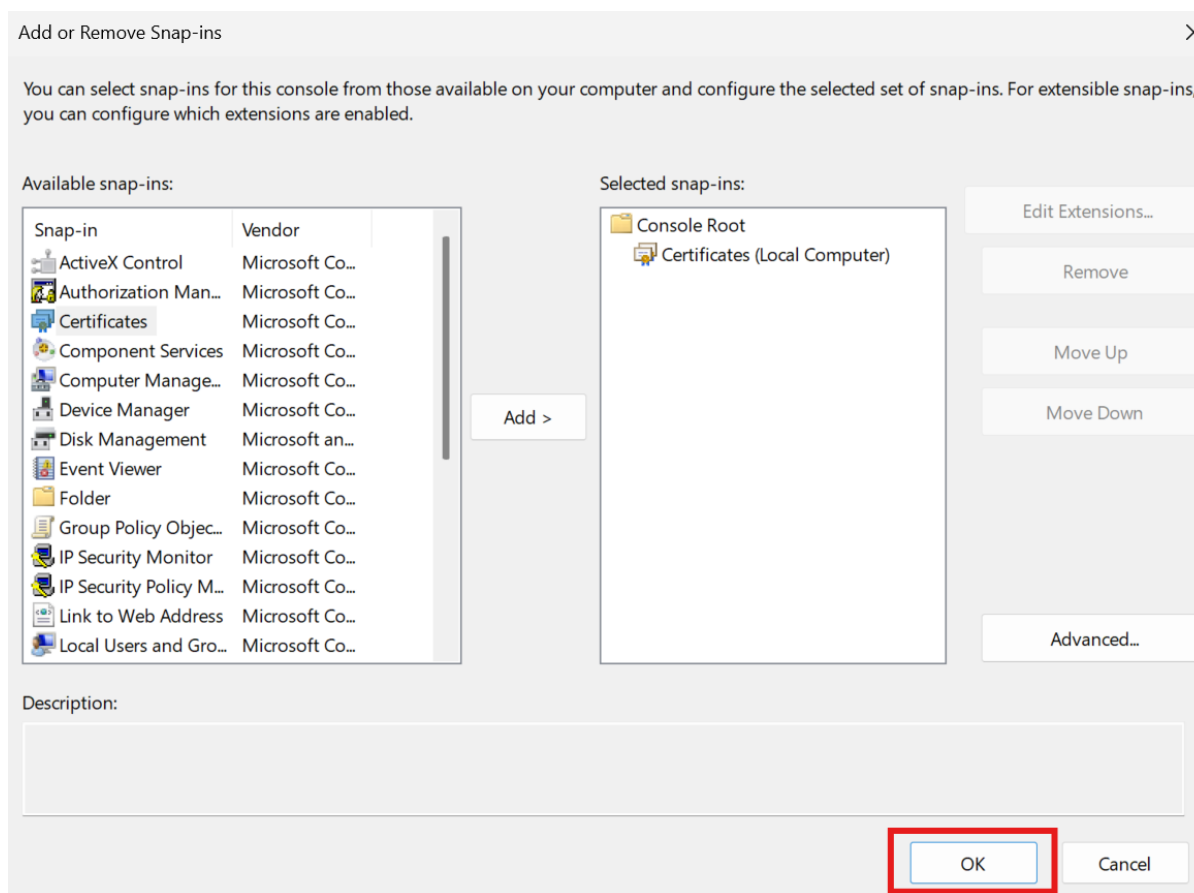 Add or Remove Snap-ins
You can select snap-ins for this console from those available on your computer and configure the selected set of snap-ins. For extensible snap-ins,
you can configure which extensions are enabled.
Available snap-ins:
Snap-in Vendor
ActiveX Control Microsoft Co...
Authorization Man... Microsoft Co...
Certificates Microsoft Co...
Component Services Microsoft Co...
Computer Manage... Microsoft Co...
Device Manager Microsoft Co...
Disk Management Microsoft an...
Event Viewer Microsoft Co...
Folder Microsoft Co...
Group Policy Objec... Microsoft Co...
IP Security Monitor Microsoft Co...
IP Security Policy M... Microsoft Co...
Link to Web Address Microsoft Co...
Local Users and Gro... Microsoft Co...
Add >
Selected snap-ins:
Console Root
Certificates (Local Computer)
Edit Extensions...
Remove
Move Up
Move Down
Advanced...
Description:
OK
Cancel